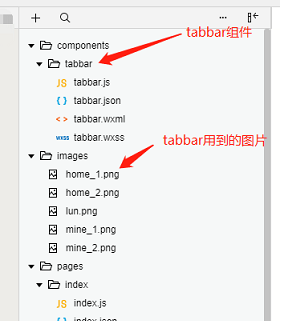 components
tabbar组件
tabbar
JS tabbar.js
{ } tabbar.json
< > tabbar.wxml
wxss tabbar.wxss
images
tabbar用到的图片
home_1.png
home_2.png
lun.png
mine_1.png
mine_2.png
pages
index
JS index.js
{ } index.json